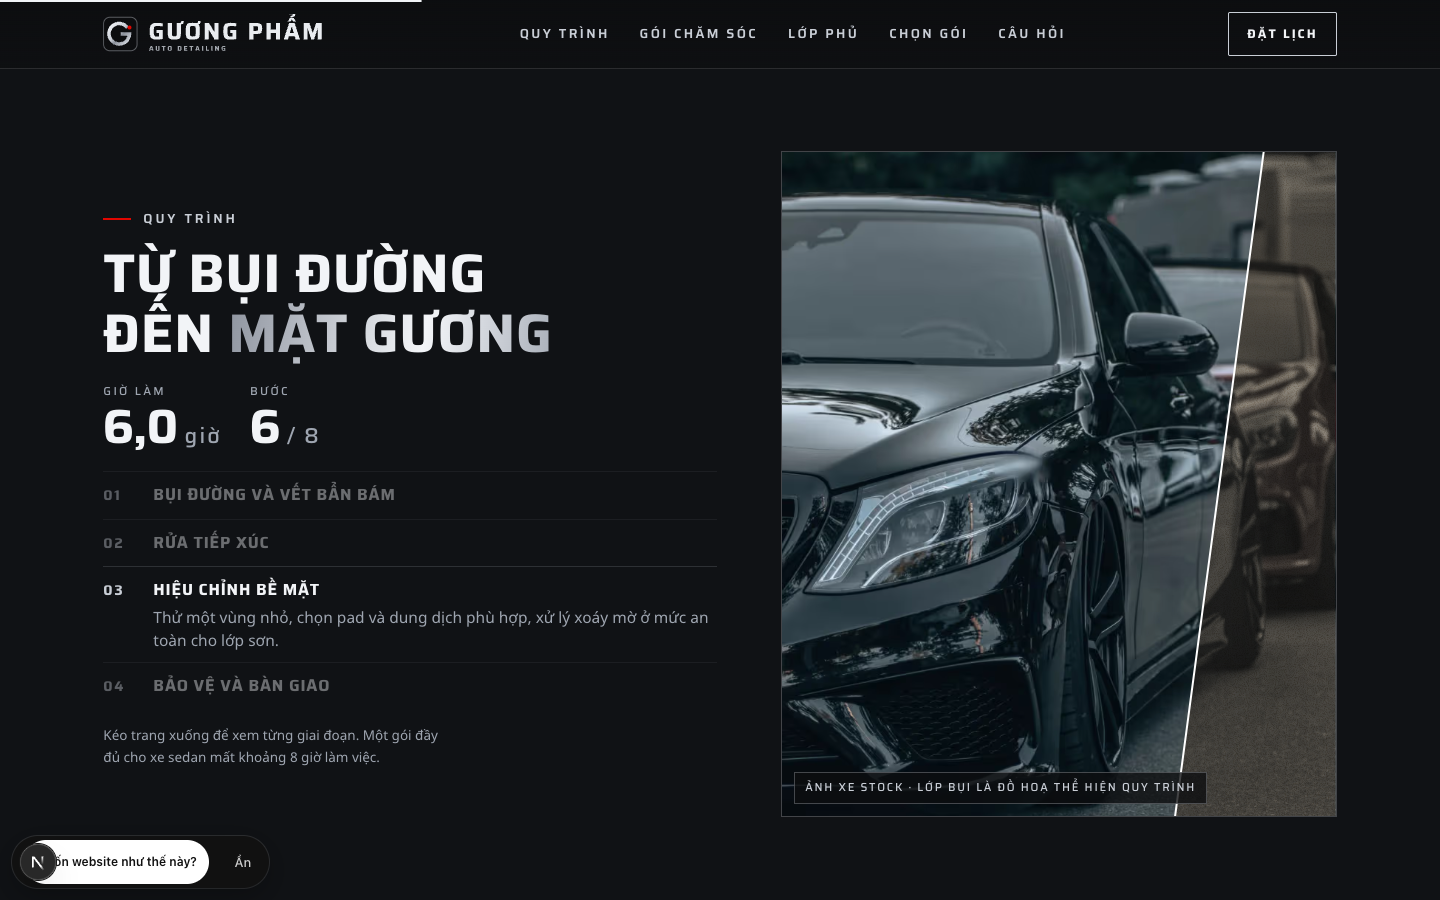 GƯƠNG PHẨM
AUTO DETAILING
QUY TRÌNH
GÓI CHĂM SÓC
LỚP PHỦ
CHỌN GÓI
CÂU HỎI
ĐẶT LỊCH
QUY TRÌNH
TỪ BỤI ĐƯỜNG
ĐẾN MẶT GƯƠNG
GIỜ LÀM
6,0 giờ
BƯỚC
6 / 8
01 BỤI ĐƯỜNG VÀ VẾT BẨN BÁM
02 RỬA TIẾP XÚC
03 HIỆU CHỈNH BỀ MẶT
Thử một vùng nhỏ, chọn pad và dung dịch phù hợp, xử lý xoáy mờ ở mức an
toàn cho lớp sơn.
04 BẢO VỆ VÀ BÀN GIAO
Kéo trang xuống để xem từng giai đoạn. Một gói đầy
đủ cho xe sedan mất khoảng 8 giờ làm việc.
ẢNH XE STOCK · LỚP BỤI LÀ ĐỒ HOẠ THỂ HIỆN QUY TRÌNH
N
website như thế này?
Ẩn